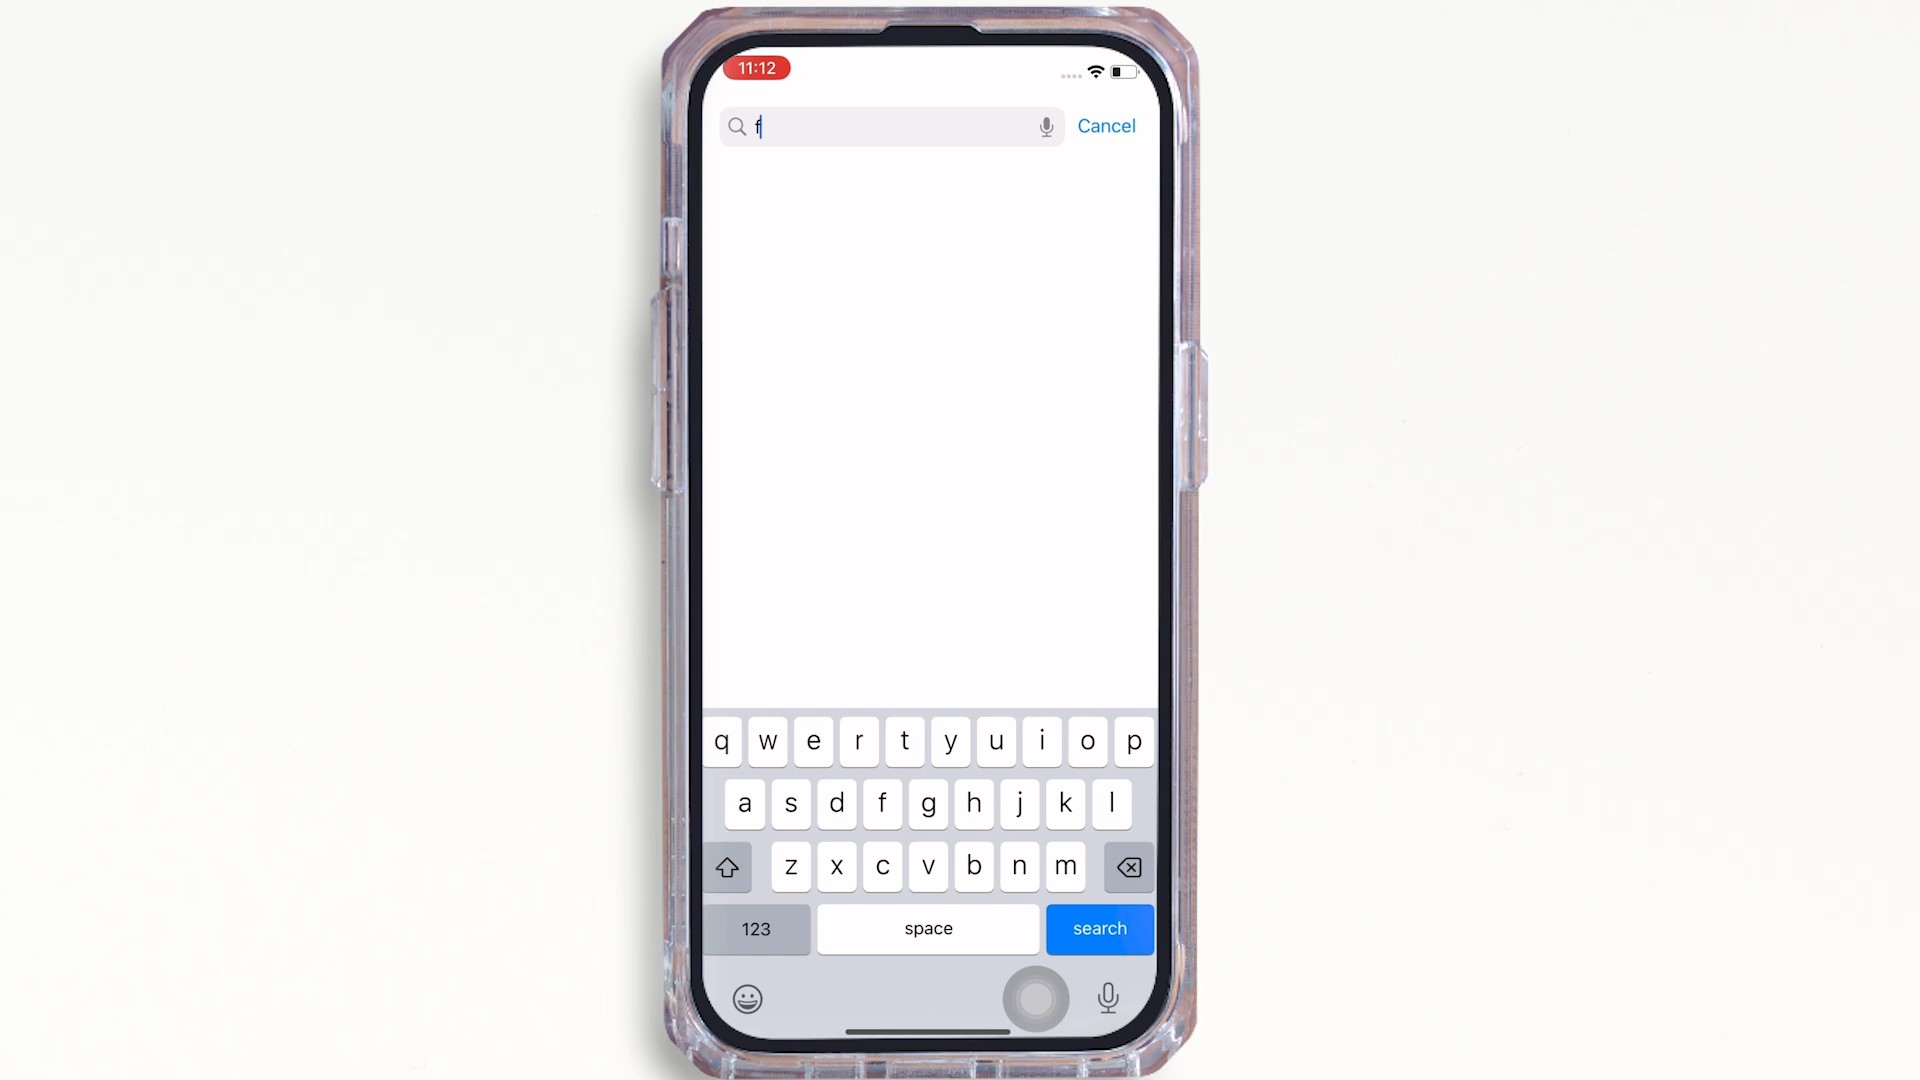 11:12
f
Cancel
q w e r t y u i o p
a s d f g h j k l
z x c v b n m
123 space search